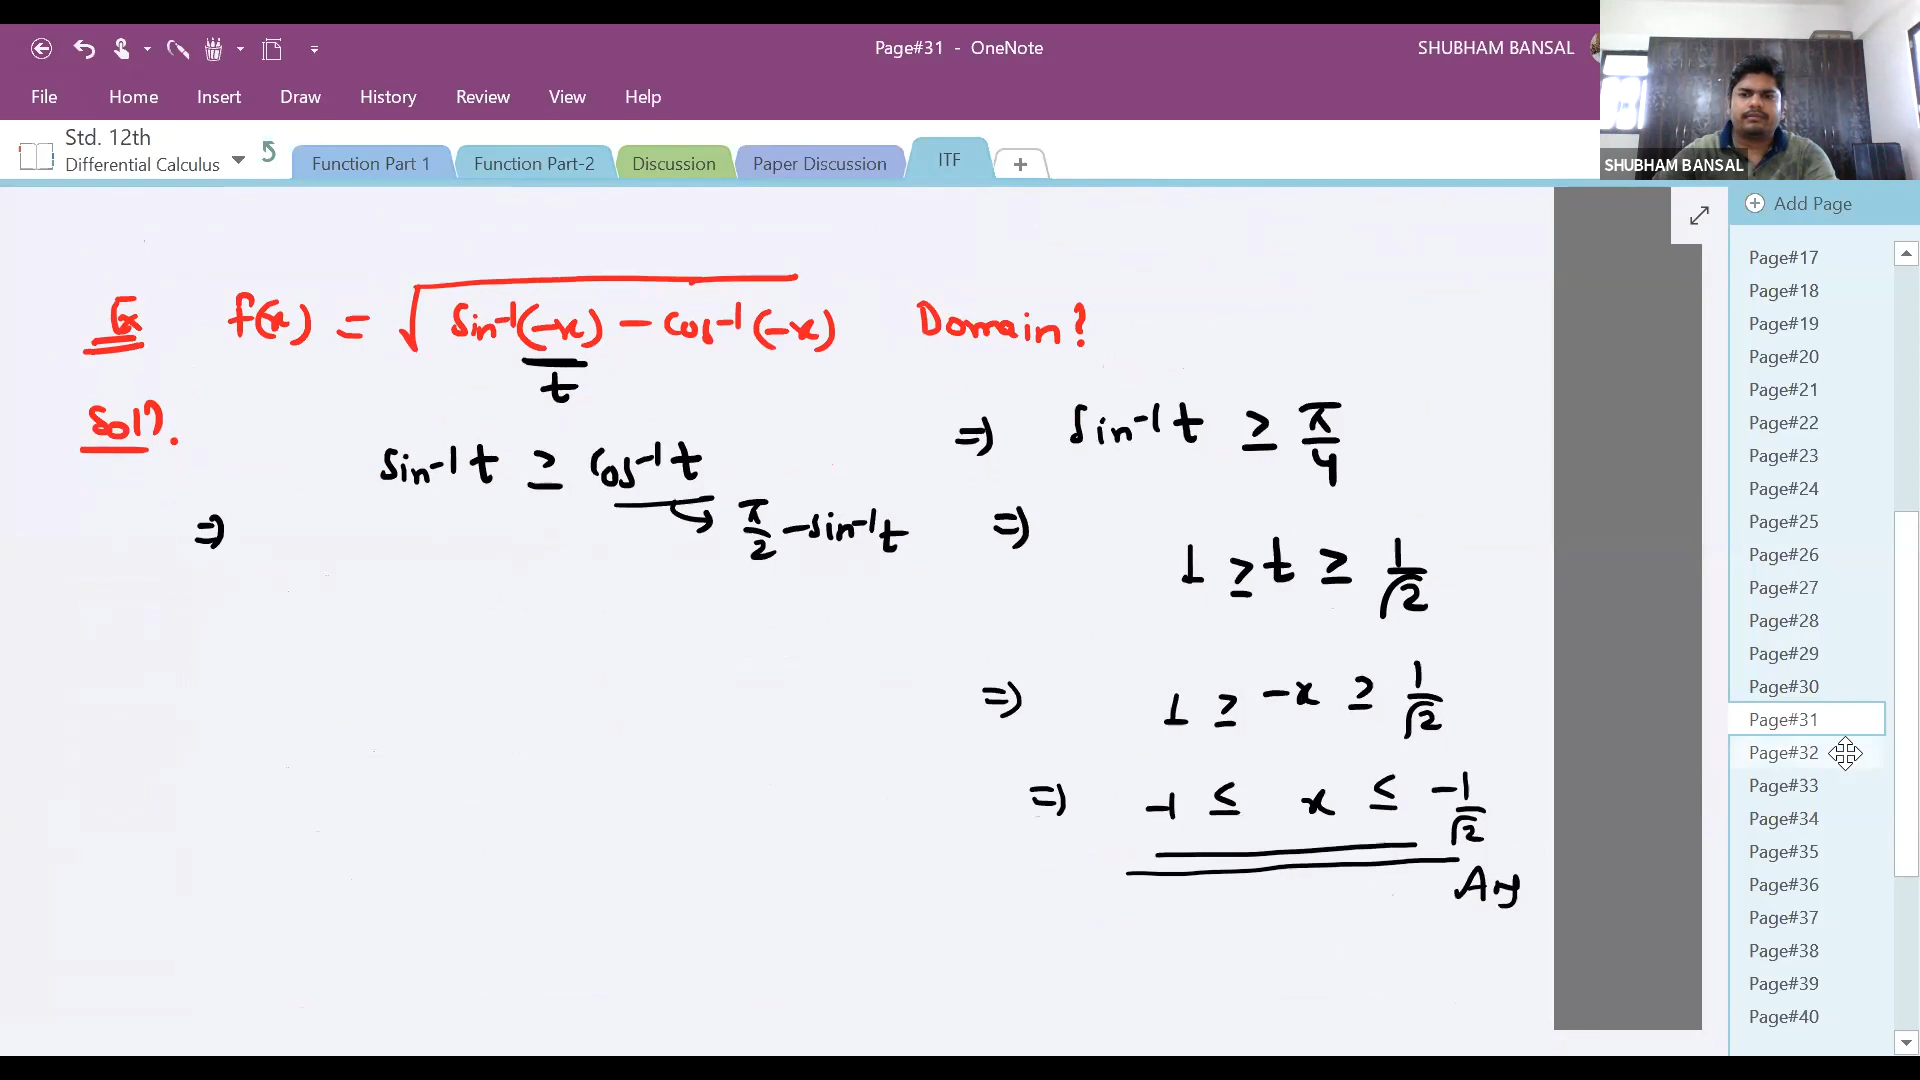 Page#31 - OneNote
SHUBHAM BANSAL
File Home Insert Draw History Review View Help
Std. 12th
Differential Calculus
Function Part 1
Function Part-2
Discussion
Paper Discussion
ITF
SHUBHAM BANSAL
Add Page
Page#17
Page#18
Page#19
Page#20
Page#21
Page#22
Page#23
Page#24
Page#25
Page#26
Page#27
Page#28
Page#29
Page#30
Page#31
Page#32
Page#33
Page#34
Page#35
Page#36
Page#37
Page#38
Page#39
Page#40
Ex f(x) = √(sin⁻¹(-x) - cos⁻¹(-x)) Domain?
t
Solⁿ.
sin⁻¹t ≥ cos⁻¹t
⇒ π/2 - sin⁻¹t
⇒ sin⁻¹t ≥ π/4
⇒ 1 ≥ t ≥ 1/√2
⇒ 1 ≥ -x ≥ 1/√2
⇒ -1 ≤ x ≤ -1/√2
Ans